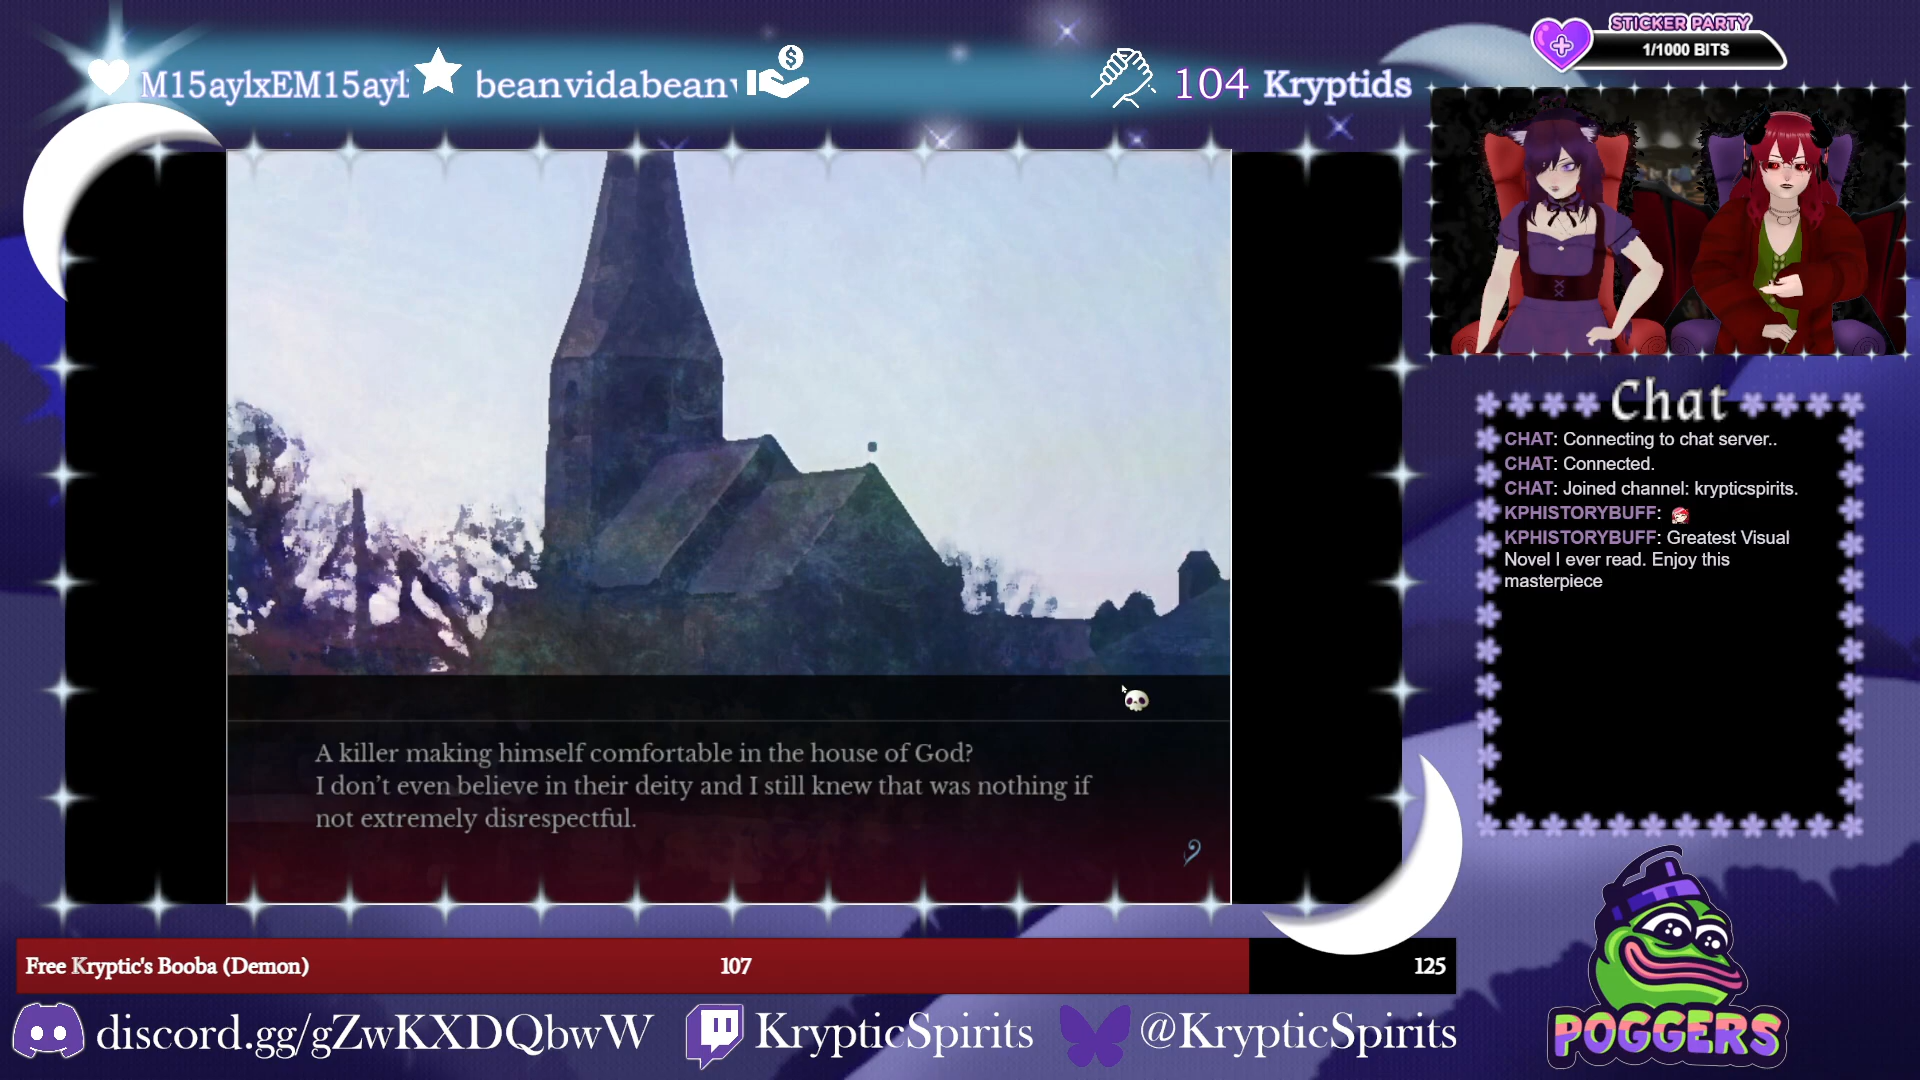 STICKER PARTY
1/1000 BITS
M15aylxEM15ayl
beanvidabean
104 Kryptids
Chat
CHAT: Connecting to chat server..
CHAT: Connected.
CHAT: Joined channel: krypticspirits.
KPHISTORYBUFF:
KPHISTORYBUFF: Greatest Visual
Novel I ever read. Enjoy this
masterpiece
A killer making himself comfortable in the house of God?
I don’t even believe in their deity and I still knew that was nothing if
not extremely disrespectful.
Free Kryptic's Booba (Demon)
107
125
discord.gg/gZwKXDQbwW
KrypticSpirits
@KrypticSpirits
POGGERS